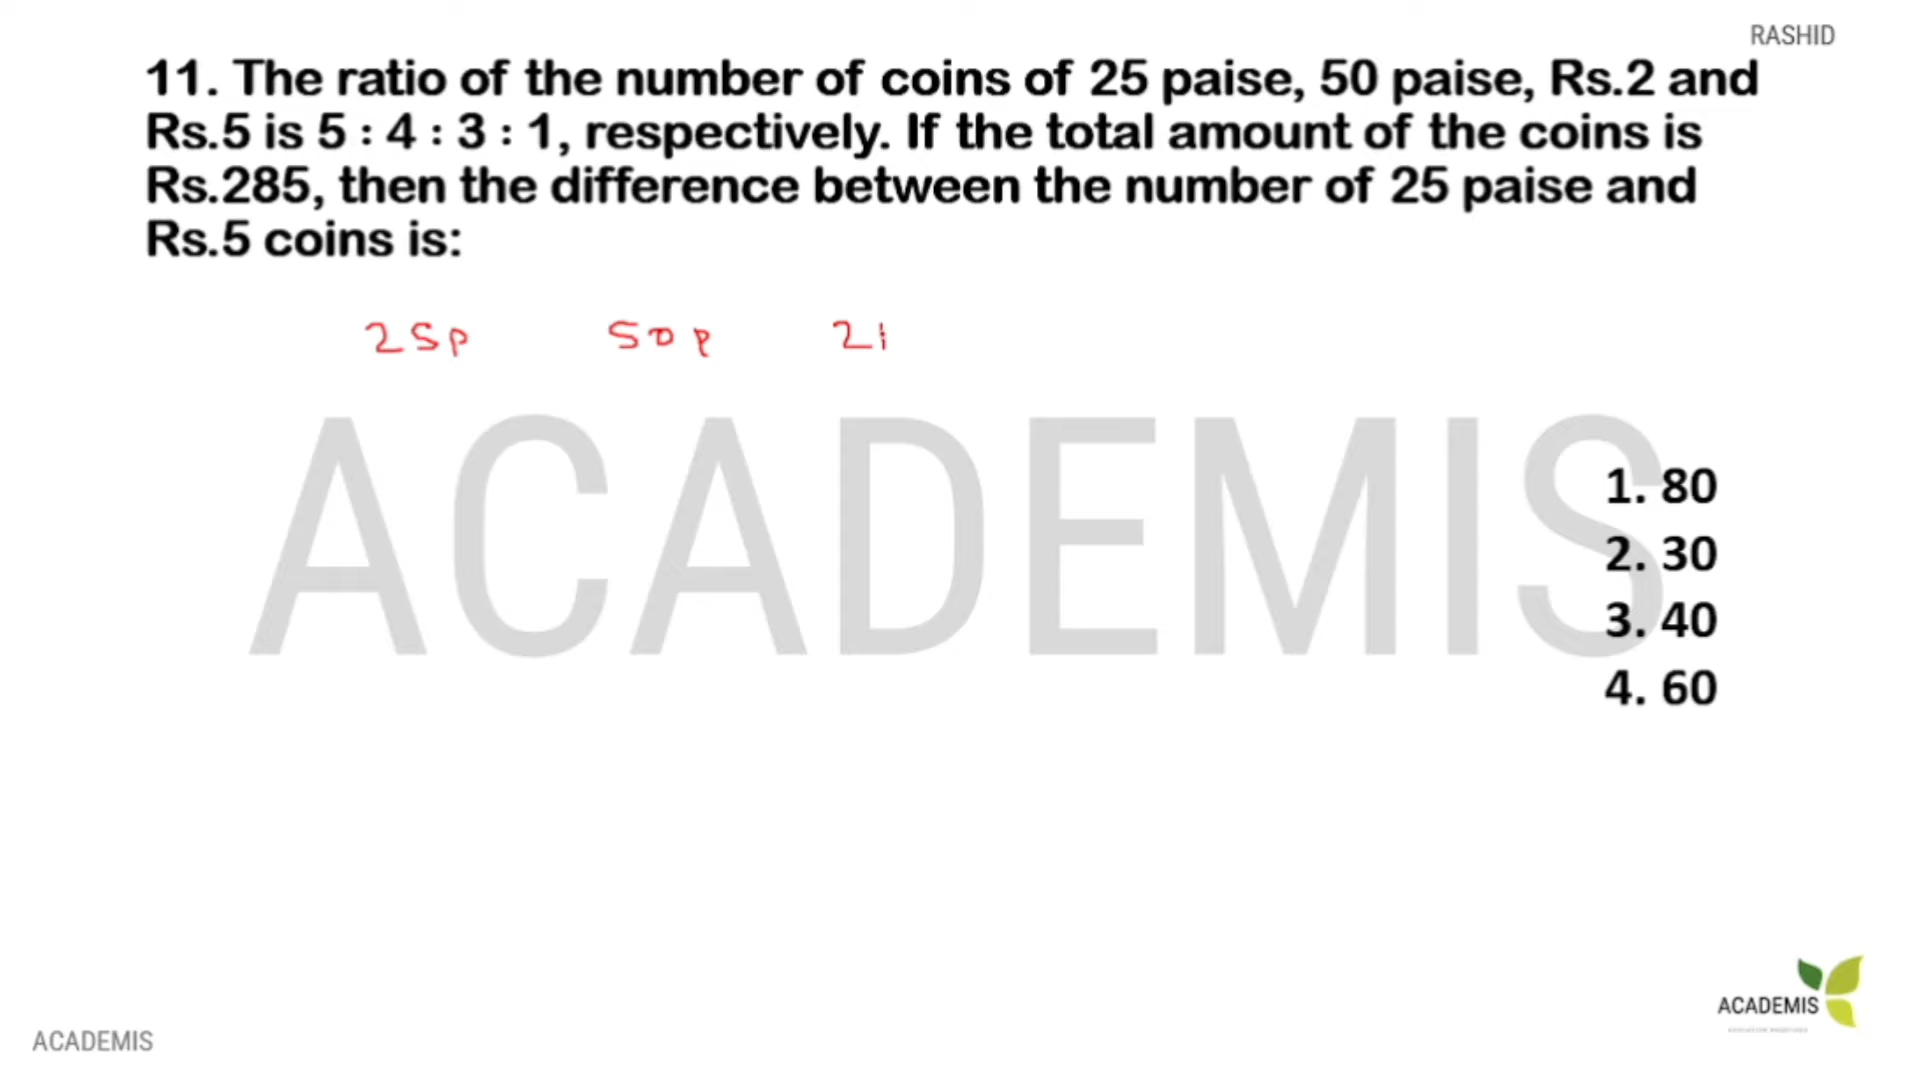 RASHID
11. The ratio of the number of coins of 25 paise, 50 paise, Rs.2 and
Rs.5 is 5 : 4 : 3 : 1, respectively. If the total amount of the coins is
Rs.285, then the difference between the number of 25 paise and
Rs.5 coins is:
25p 50p 2
ACADEMIS
1. 80
2. 30
3. 40
4. 60
ACADEMIS
ACADEMIS